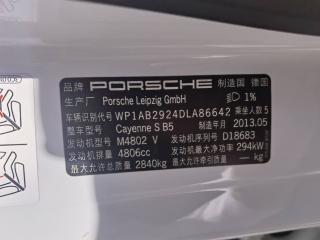 品牌 PORSCHE 制造国 德国
生产厂 Porsche Leipzig GmbH 1%
车辆识别代号 WP1AB2924DLA86642 乘坐人数 5
整车型号 Cayenne S B5 制造年月 2013.05
发动机型号 M4802 V 发动机序列号 D18683
发动机排量 4806cc 发动机最大净功率 294kW
最大允许总质量 2840kg 最大允许牵引质量 — kg